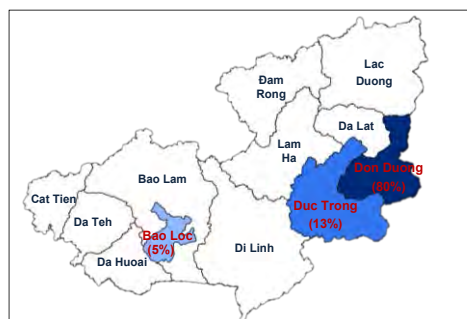 Lac
Duong
Đam
Rong
Da Lat
Lam
Ha
Don Duong
(80%)
Bao Lam
Cat Tien
Duc Trong
(13%)
Da Teh
Bao Loc
(5%)
Di Linh
Da Huoai